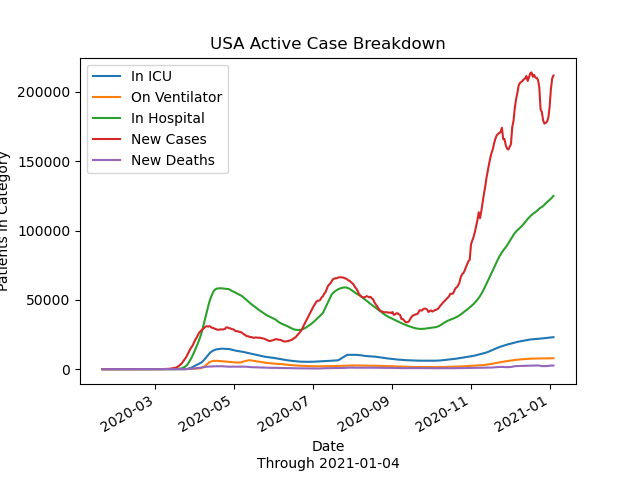 USA Active Case Breakdown
In ICU
On Ventilator
In Hospital
New Cases
New Deaths
200000
150000
100000
50000
0
Patients in Category
2020-03
2020-05
2020-07
2020-09
2020-11
2021-01
Date
Through 2021-01-04